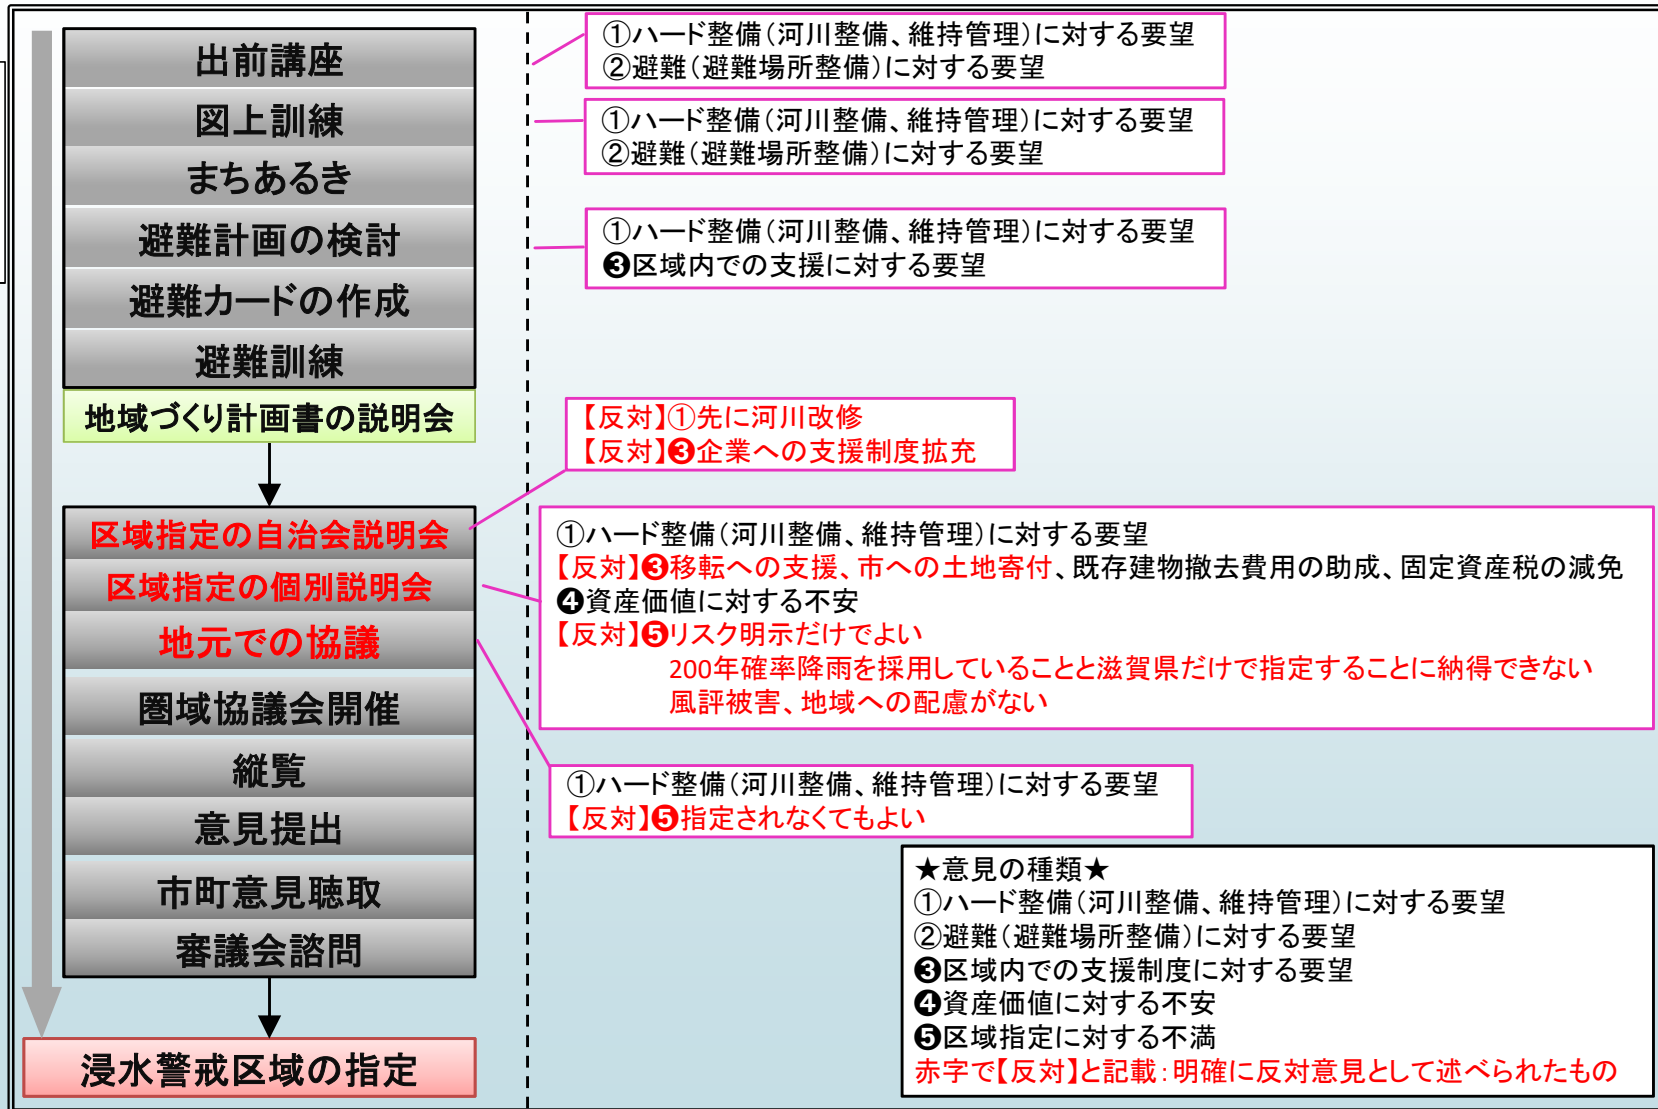 出前講座
図上訓練
まちあるき
避難計画の検討
避難カードの作成
避難訓練
地域づくり計画書の説明会
区域指定の自治会説明会
区域指定の個別説明会
地元での協議
圏域協議会開催
縦覧
意見提出
市町意見聴取
審議会諮問
浸水警戒区域の指定
①ハード整備(河川整備、維持管理)に対する要望
②避難(避難場所整備)に対する要望
①ハード整備(河川整備、維持管理)に対する要望
②避難(避難場所整備)に対する要望
①ハード整備(河川整備、維持管理)に対する要望
❸区域内での支援に対する要望
【反対】①先に河川改修
【反対】❸企業への支援制度拡充
①ハード整備(河川整備、維持管理)に対する要望
【反対】❸移転への支援、市への土地寄付、既存建物撤去費用の助成、固定資産税の減免
❹資産価値に対する不安
【反対】❺リスク明示だけでよい
200年確率降雨を採用していることと滋賀県だけで指定することに納得できない
風評被害、地域への配慮がない
①ハード整備(河川整備、維持管理)に対する要望
【反対】❺指定されなくてもよい
★意見の種類★
①ハード整備(河川整備、維持管理)に対する要望
②避難(避難場所整備)に対する要望
❸区域内での支援制度に対する要望
❹資産価値に対する不安
❺区域指定に対する不満
赤字で【反対】と記載:明確に反対意見として述べられたもの